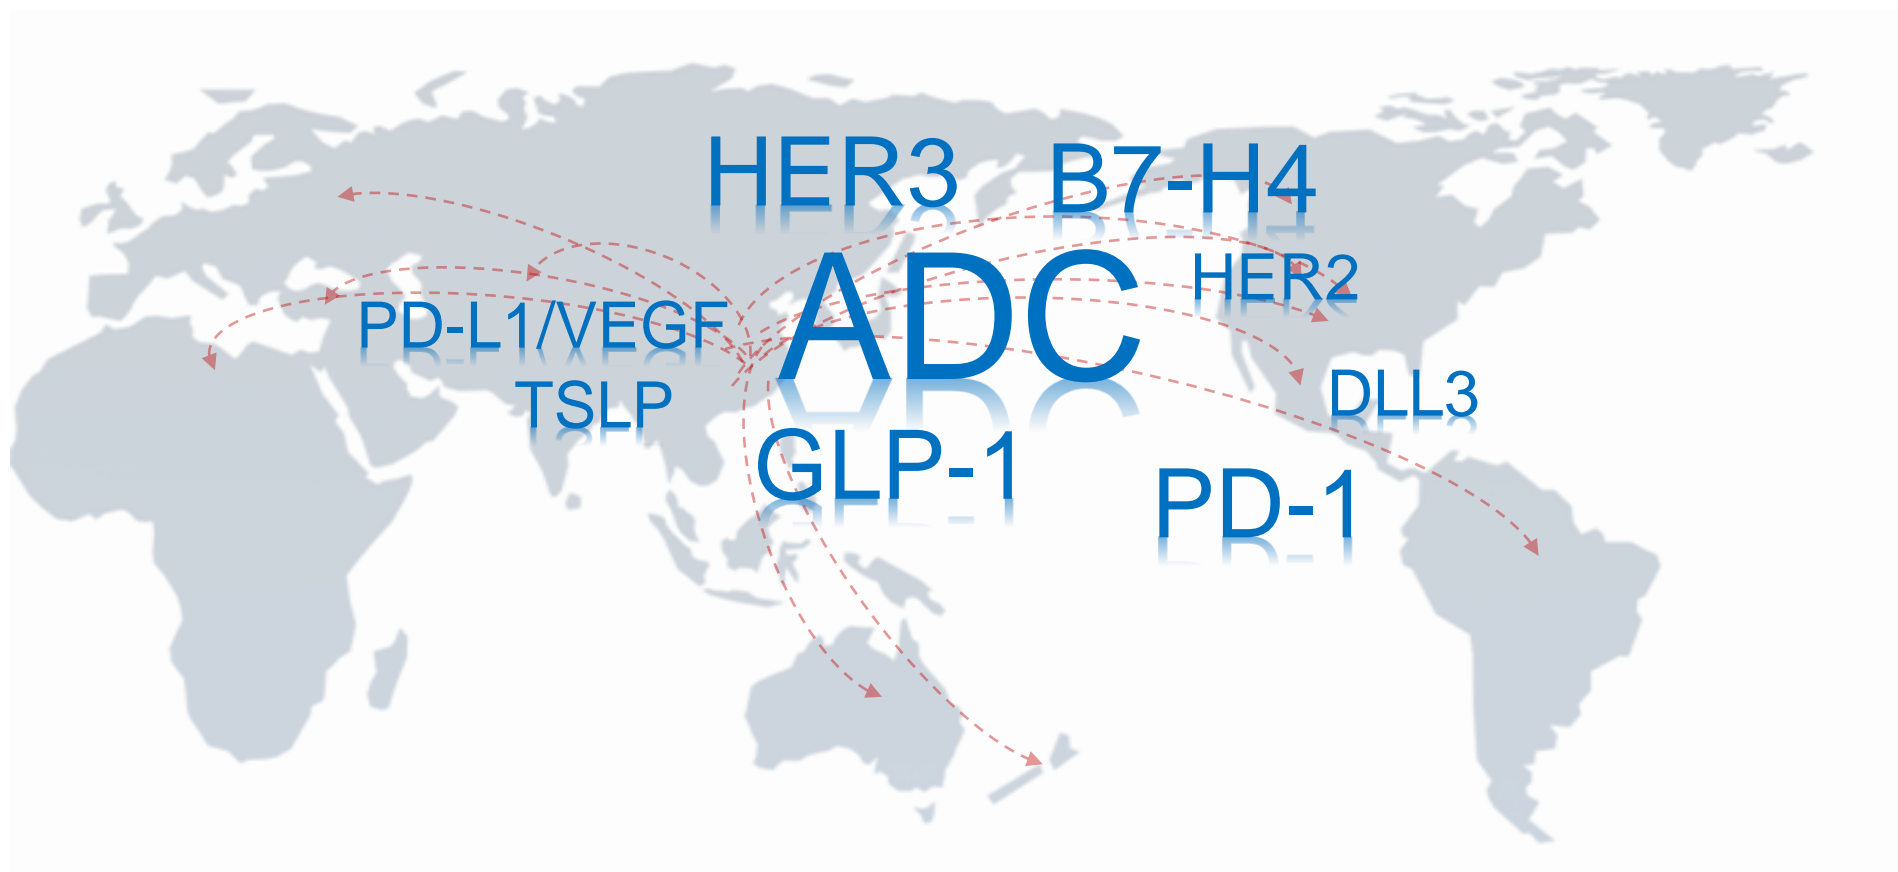 HER3
B7-H4
ADC
HER2
PD-L1/VEGF
TSLP
DLL3
GLP-1
PD-1